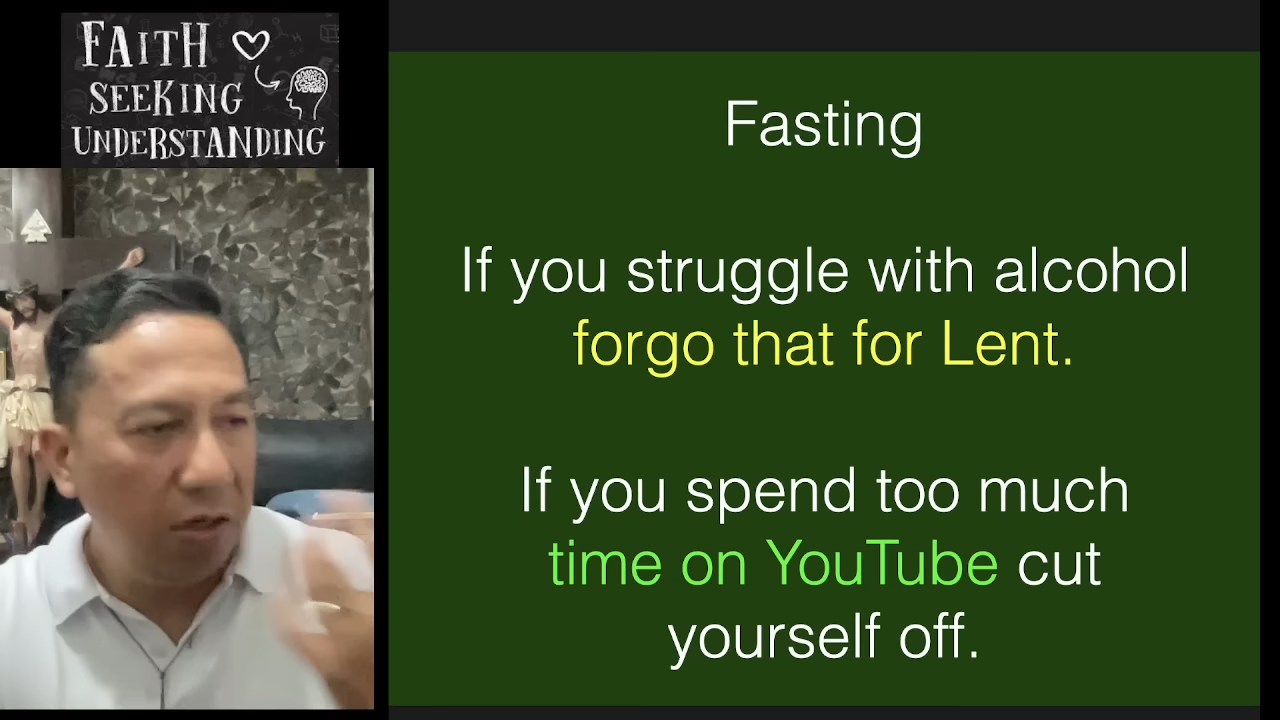 FAITH
SEEKING
UNDERSTANDING
Fasting
If you struggle with alcohol
forgo that for Lent.
If you spend too much
time on YouTube cut
yourself off.